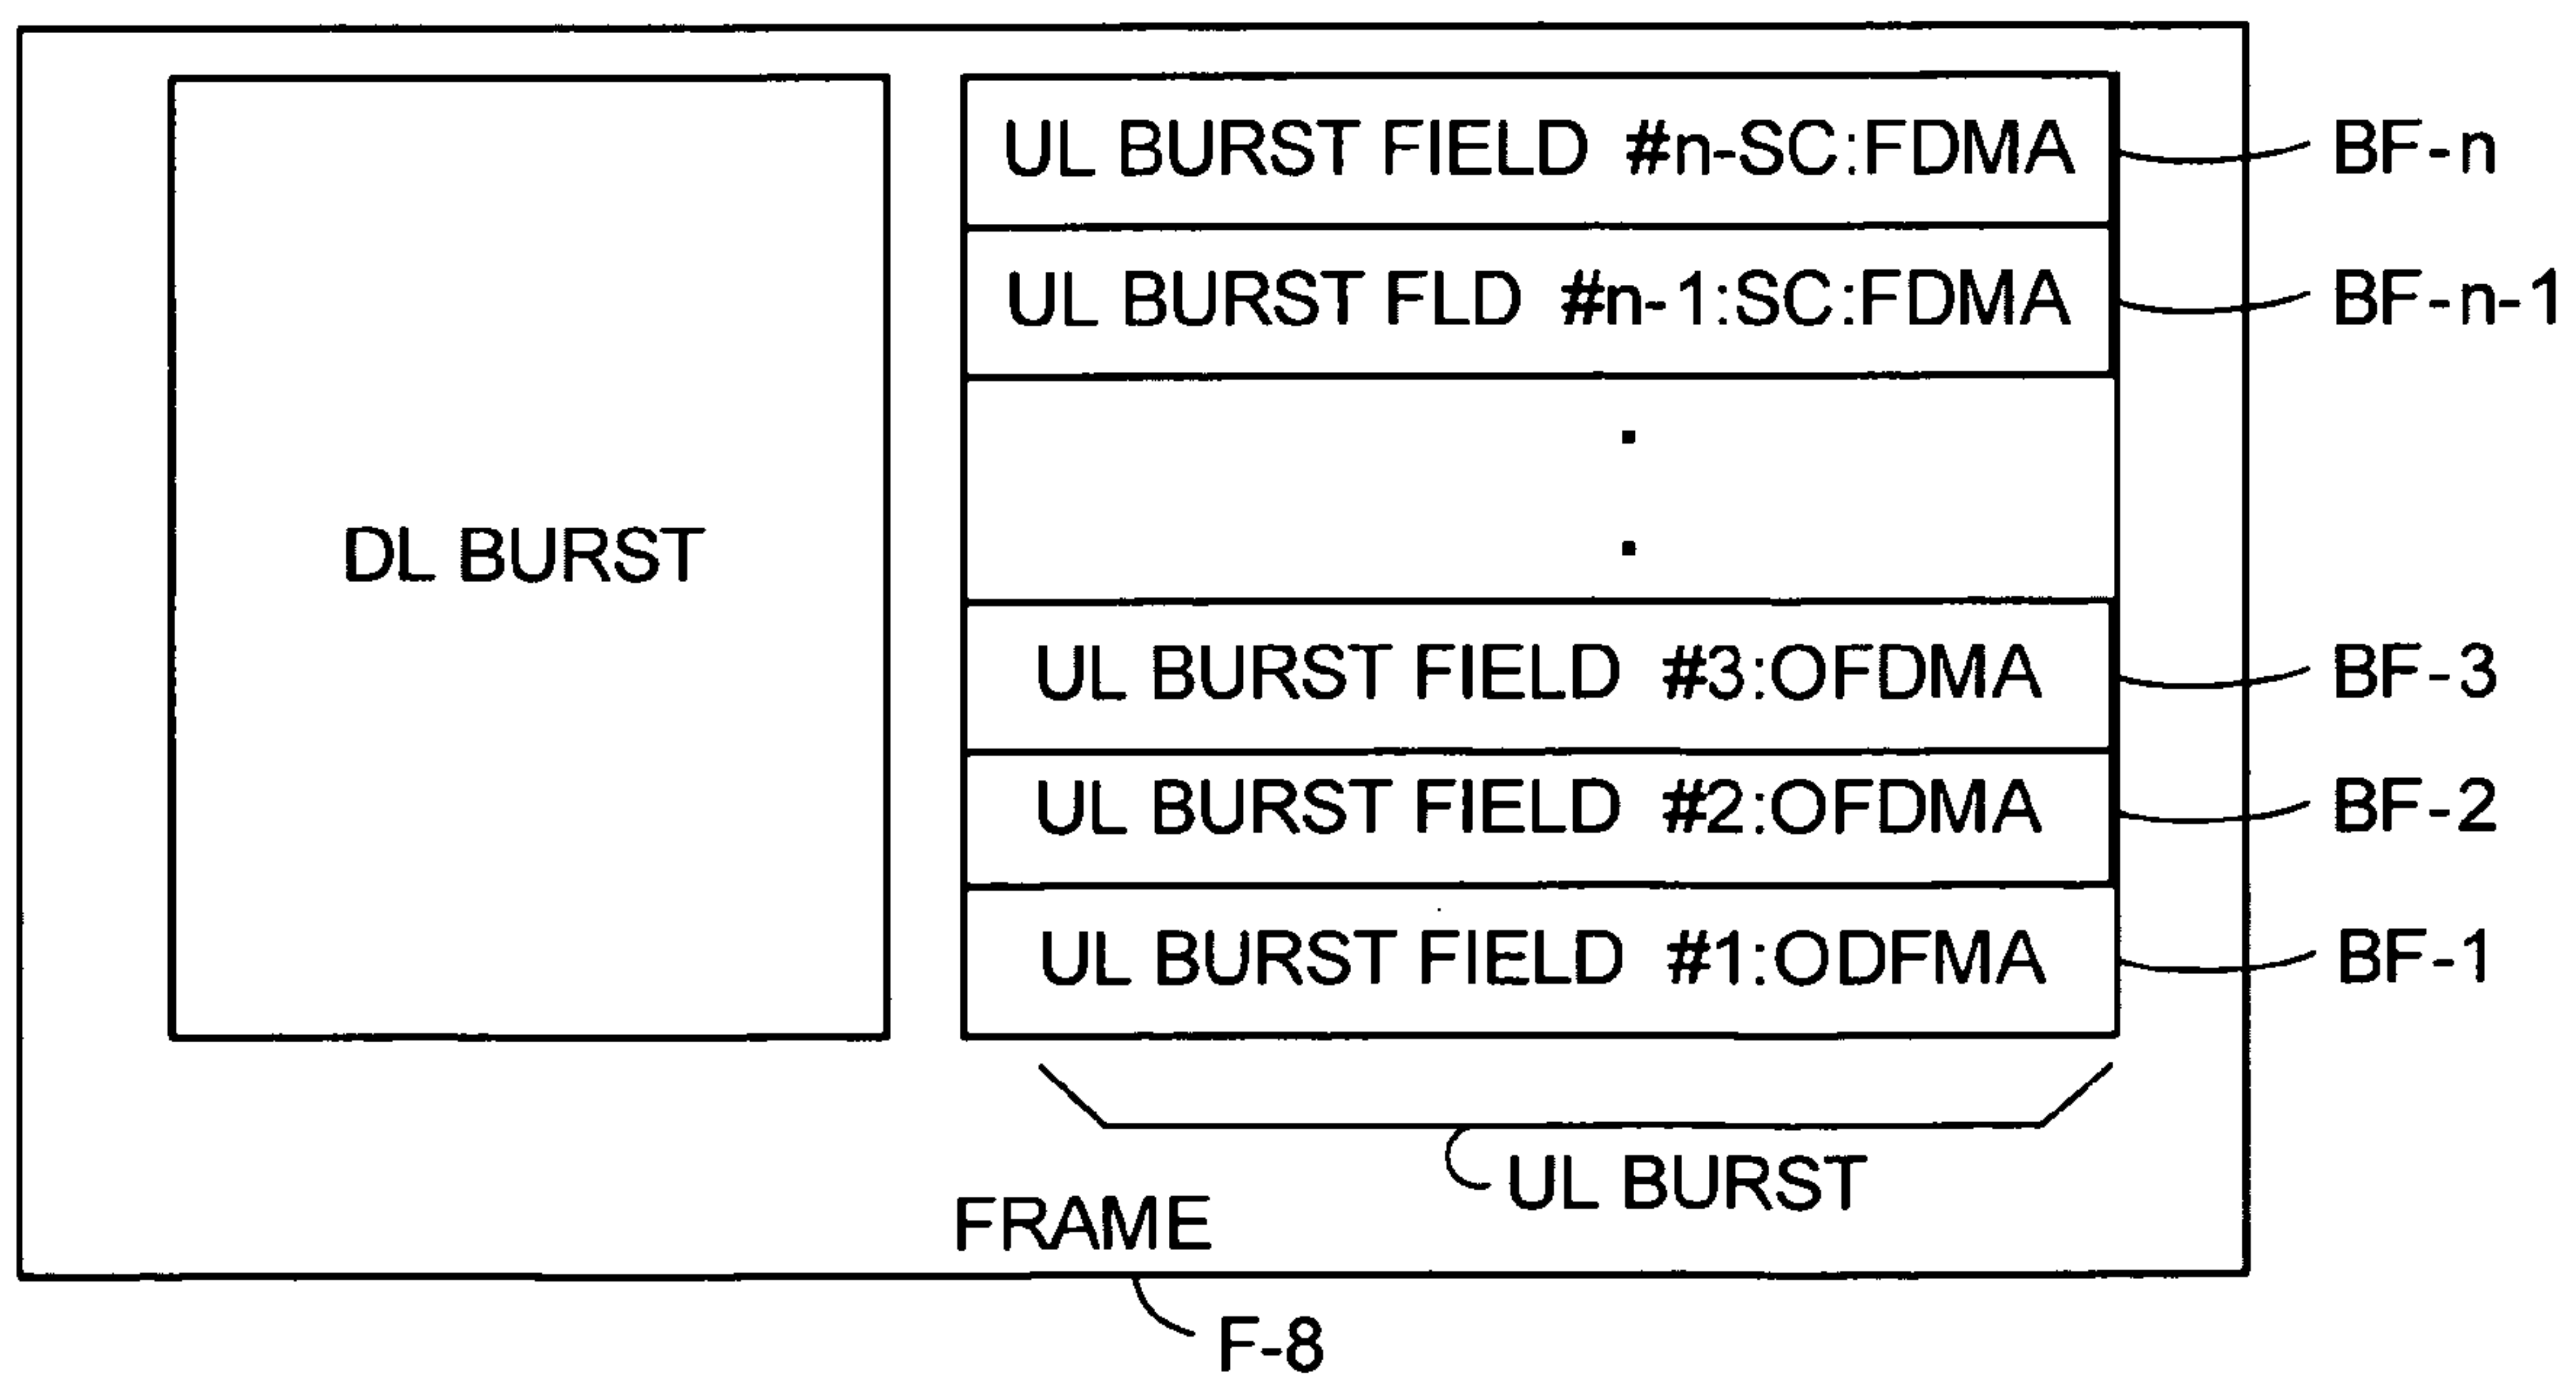 UL BURST FIELD #n-SC:FDMA
BF-n
UL BURST FLD #n-1:SC:FDMA
BF-n-1
DL BURST
UL BURST FIELD #3:OFDMA
BF-3
UL BURST FIELD #2:OFDMA
BF-2
UL BURST FIELD #1:ODFMA
BF-1
UL BURST
FRAME
F-8